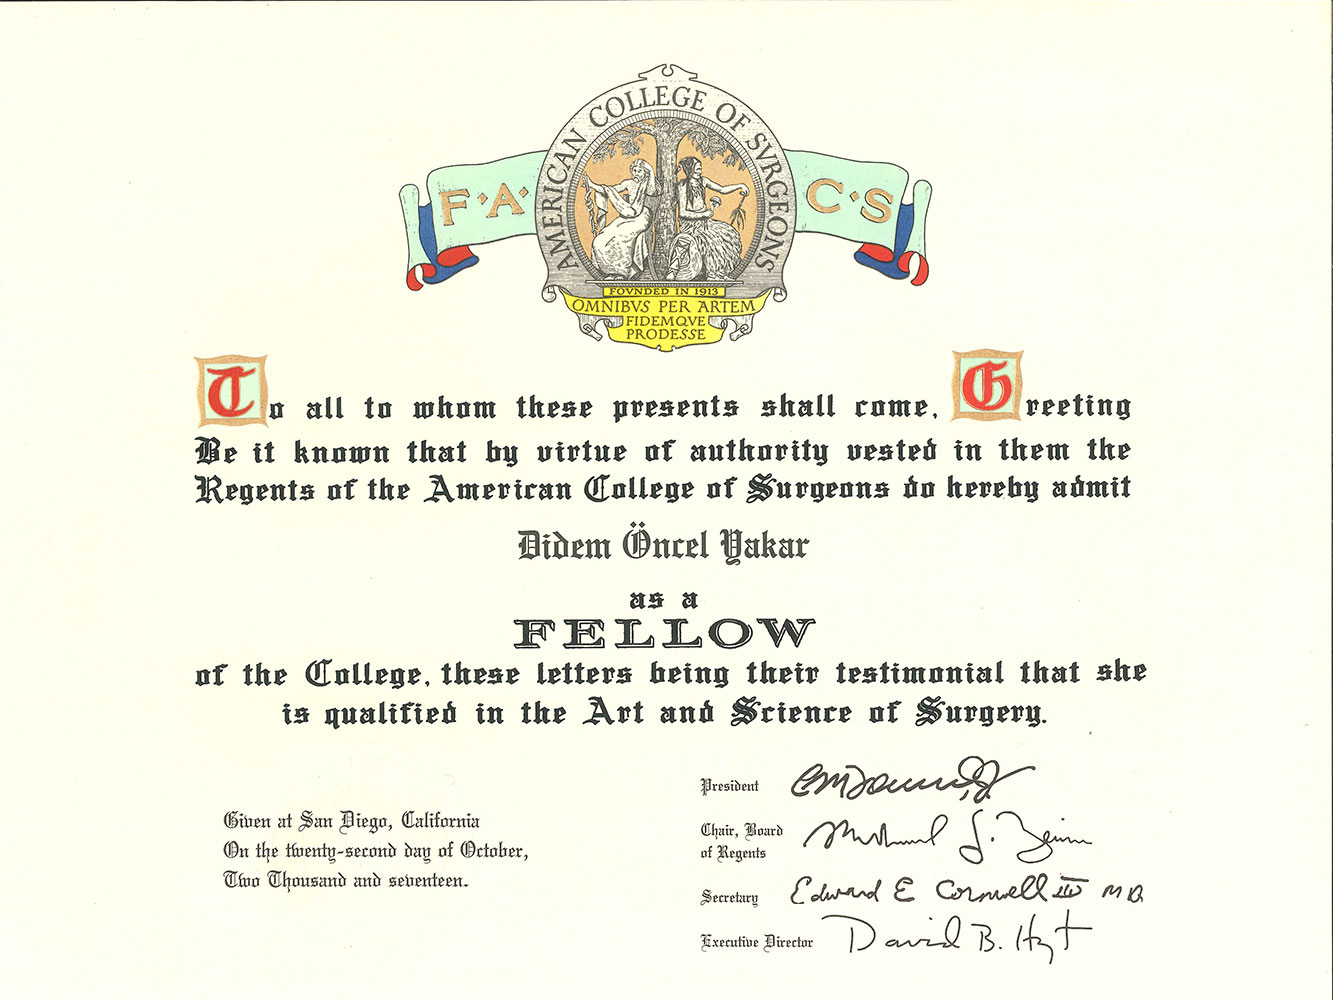 AMERICAN COLLEGE OF SVRGEONS
F·A· C·S
FOVNDED IN 1913
OMNIBVS PER ARTEM
FIDEMQVE
PRODESSE
To all to whom these presents shall come, Greeting
Be it known that by virtue of authority vested in them the
Regents of the American College of Surgeons do hereby admit
Didem Öncel Yakar
as a
FELLOW
of the College, these letters being their testimonial that she
is qualified in the Art and Science of Surgery.
Given at San Diego, California
On the twenty-second day of October,
Two Thousand and seventeen.
President
Chair, Board
of Regents
Secretary Edward E Cornwell III MD
Executive Director David B. Hoyt